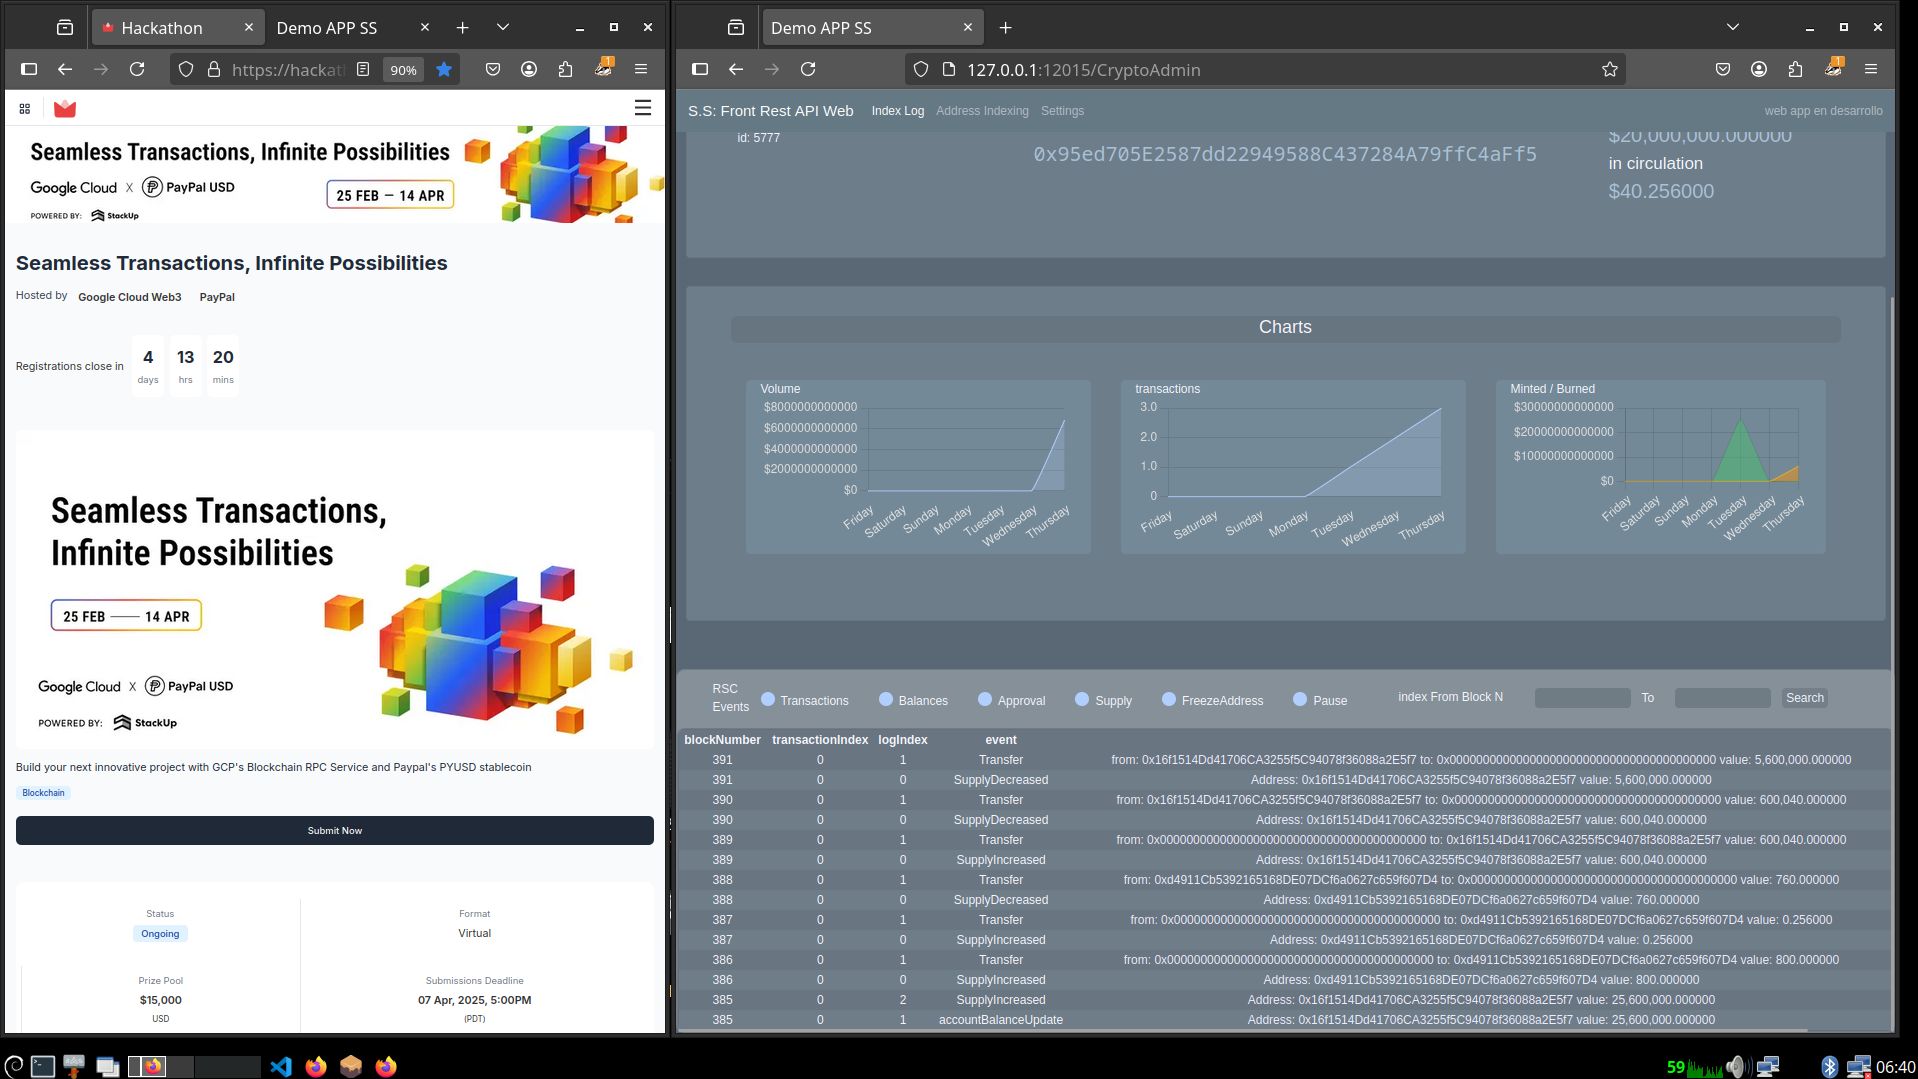 Hackathon
Demo APP SS
https://hackat
90%
1
Seamless Transactions, Infinite Possibilities
Google Cloud X PayPal USD
25 FEB — 14 APR
POWERED BY: StackUp
Seamless Transactions, Infinite Possibilities
Hosted by Google Cloud Web3 PayPal
Registrations close in
4 days
13 hrs
20 mins
Seamless Transactions,
Infinite Possibilities
25 FEB — 14 APR
Google Cloud X PayPal USD
POWERED BY: StackUp
Build your next innovative project with GCP's Blockchain RPC Service and Paypal's PYUSD stablecoin
Blockchain
Submit Now
Status
Ongoing
Format
Virtual
Prize Pool
$15,000
USD
Submissions Deadline
07 Apr, 2025, 5:00PM
(PDT)
Demo APP SS
127.0.0.1:12015/CryptoAdmin
1
S.S: Front Rest API Web Index Log Address Indexing Settings web app en desarrollo
id: 5777
0x95ed705E2587dd22949588C437284A79ffC4aFf5
$20,000,000.000000
in circulation
$40.256000
Charts
Volume
$8000000000000
$6000000000000
$4000000000000
$2000000000000
$0
Friday Saturday Sunday Monday Tuesday Wednesday Thursday
transactions
3.0
2.0
1.0
0
Friday Saturday Sunday Monday Tuesday Wednesday Thursday
Minted / Burned
$30000000000000
$20000000000000
$10000000000000
$0
Friday Saturday Sunday Monday Tuesday Wednesday Thursday
RSC Events Transactions Balances Approval Supply FreezeAddress Pause index From Block N To Search
blockNumber transactionIndex logIndex event
391 0 1 Transfer from: 0x16f1514Dd41706CA3255f5C94078f36088a2E5f7 to: 0x0000000000000000000000000000000000000000 value: 5,600,000.000000
391 0 0 SupplyDecreased Address: 0x16f1514Dd41706CA3255f5C94078f36088a2E5f7 value: 5,600,000.000000
390 0 1 Transfer from: 0x16f1514Dd41706CA3255f5C94078f36088a2E5f7 to: 0x0000000000000000000000000000000000000000 value: 600,040.000000
390 0 0 SupplyDecreased Address: 0x16f1514Dd41706CA3255f5C94078f36088a2E5f7 value: 600,040.000000
389 0 1 Transfer from: 0x0000000000000000000000000000000000000000 to: 0x16f1514Dd41706CA3255f5C94078f36088a2E5f7 value: 600,040.000000
389 0 0 SupplyIncreased Address: 0x16f1514Dd41706CA3255f5C94078f36088a2E5f7 value: 600,040.000000
388 0 1 Transfer from: 0xd4911Cb5392165168DE07DCf6a0627c659f607D4 to: 0x0000000000000000000000000000000000000000 value: 760.000000
388 0 0 SupplyDecreased Address: 0xd4911Cb5392165168DE07DCf6a0627c659f607D4 value: 760.000000
387 0 1 Transfer from: 0x0000000000000000000000000000000000000000 to: 0xd4911Cb5392165168DE07DCf6a0627c659f607D4 value: 0.256000
387 0 0 SupplyIncreased Address: 0xd4911Cb5392165168DE07DCf6a0627c659f607D4 value: 0.256000
386 0 1 Transfer from: 0x0000000000000000000000000000000000000000 to: 0xd4911Cb5392165168DE07DCf6a0627c659f607D4 value: 800.000000
386 0 0 SupplyIncreased Address: 0xd4911Cb5392165168DE07DCf6a0627c659f607D4 value: 800.000000
385 0 2 SupplyIncreased Address: 0x16f1514Dd41706CA3255f5C94078f36088a2E5f7 value: 25,600,000.000000
385 0 1 accountBalanceUpdate Address: 0x16f1514Dd41706CA3255f5C94078f36088a2E5f7 value: 25,600,000.000000
59
06:40